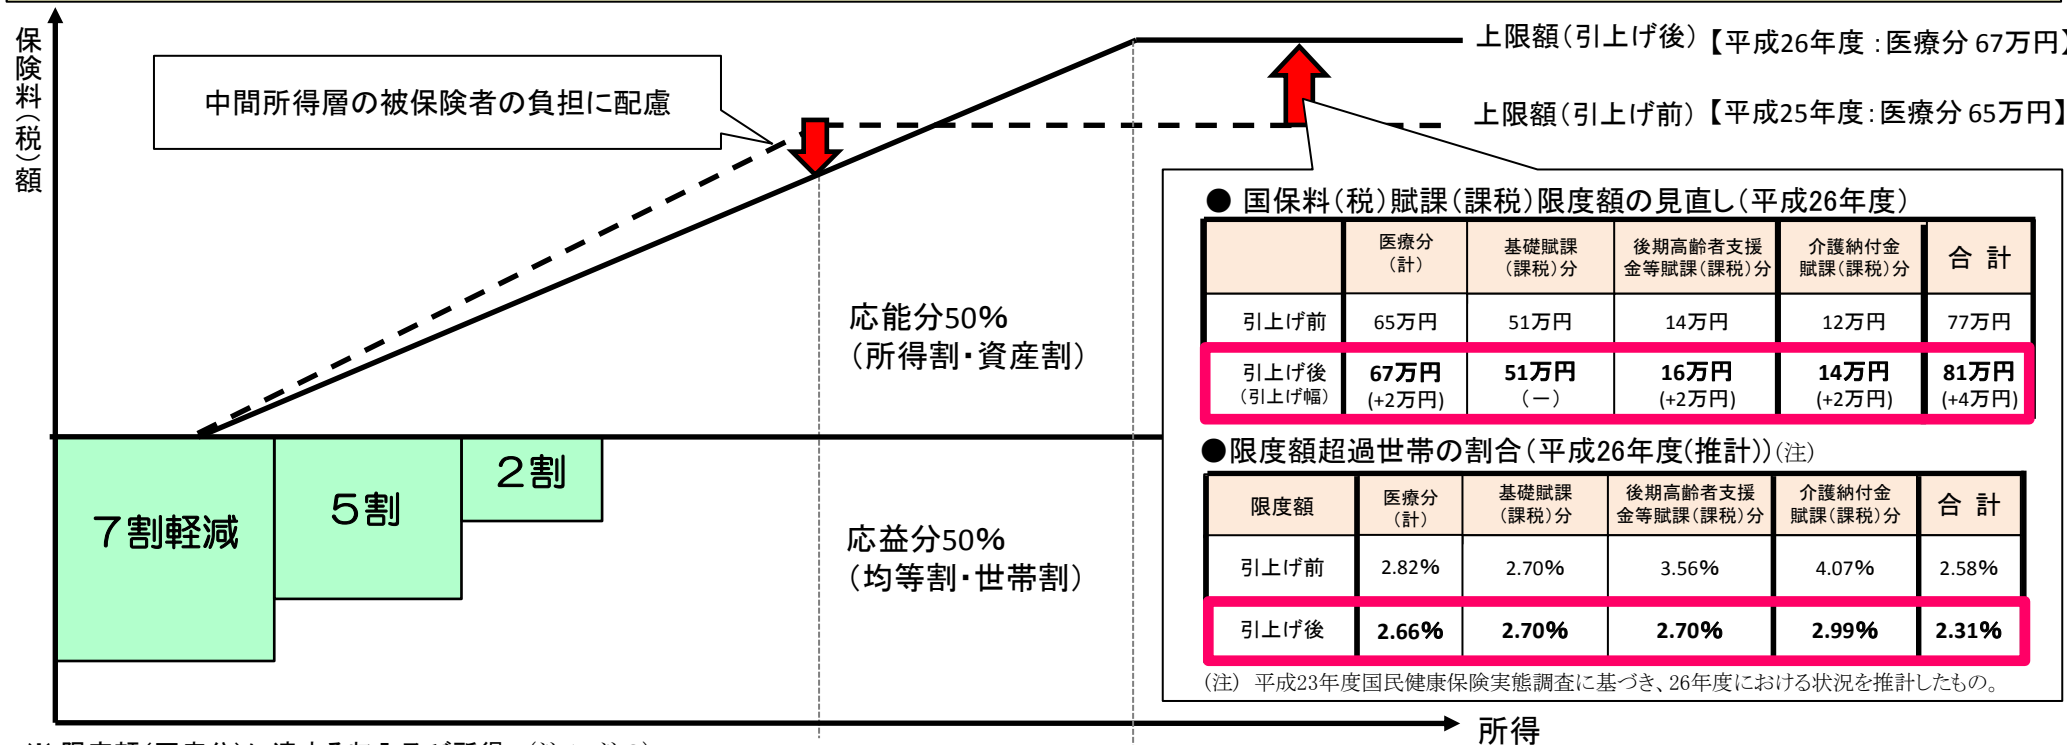 保険料(税)額
上限額(引上げ後)【平成26年度：医療分 67万円】
中間所得層の被保険者の負担に配慮
上限額(引上げ前)【平成25年度：医療分 65万円】
● 国保料(税)賦課(課税)限度額の見直し(平成26年度)
医療分(計) 基礎賦課(課税)分 後期高齢者支援金等賦課(課税)分 介護納付金賦課(課税)分 合 計
引上げ前 65万円 51万円 14万円 12万円 77万円
引上げ後 67万円 51万円 16万円 14万円 81万円
(引上げ幅) (+2万円) (－) (+2万円) (+2万円) (+4万円)
応能分50%
(所得割・資産割)
●限度額超過世帯の割合(平成26年度(推計))(注)
限度額 医療分(計) 基礎賦課(課税)分 後期高齢者支援金等賦課(課税)分 介護納付金賦課(課税)分 合 計
引上げ前 2.82% 2.70% 3.56% 4.07% 2.58%
引上げ後 2.66% 2.70% 2.70% 2.99% 2.31%
(注) 平成23年度国民健康保険実態調査に基づき、26年度における状況を推計したもの。
7割軽減
5割
2割
応益分50%
(均等割・世帯割)
所得